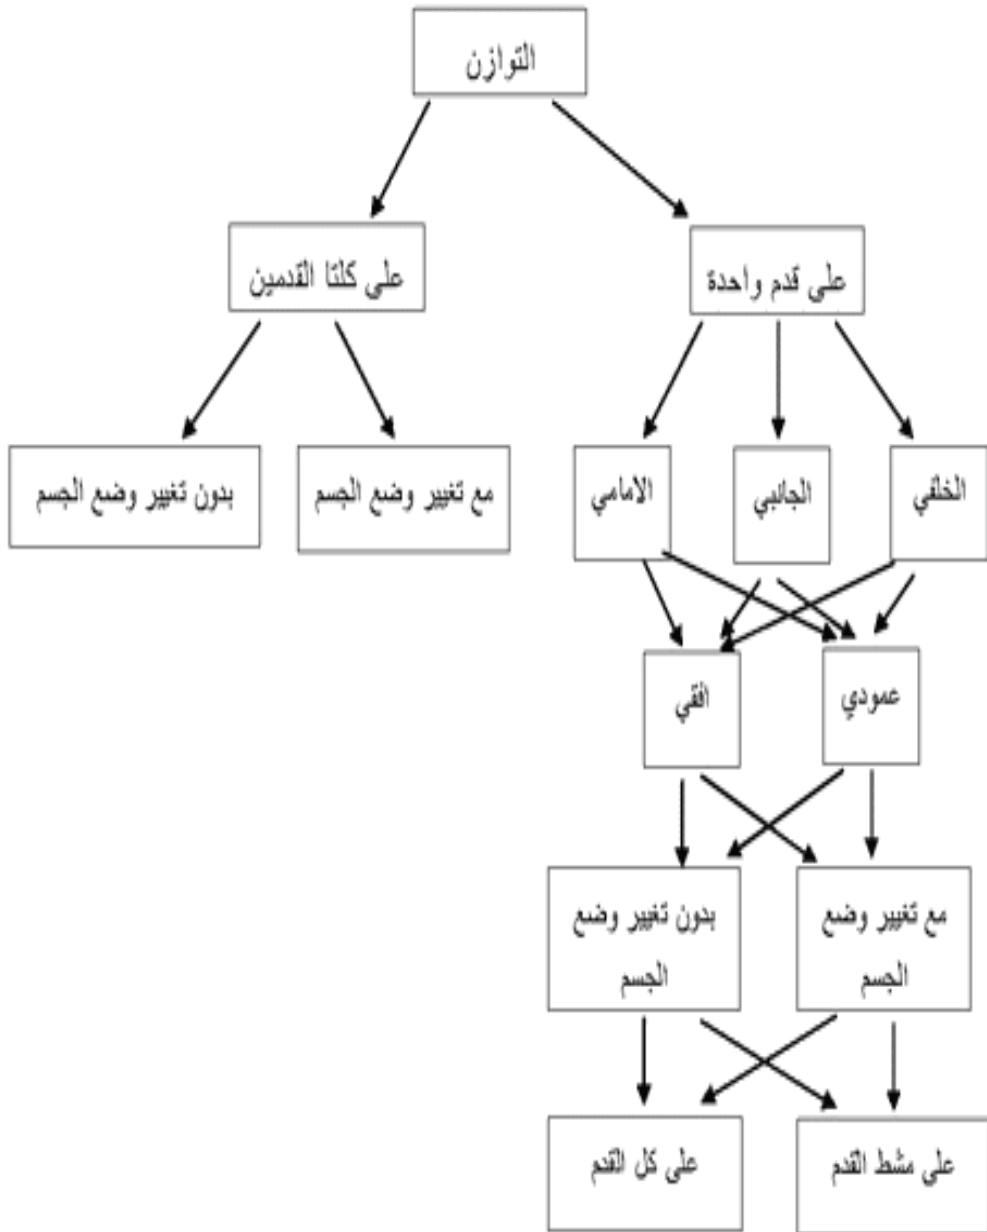 التوازن
على قدم واحدة
على كلتا القدمين
الخلفي
الجانبي
الامامي
مع تغيير وضع الجسم
بدون تغيير وضع الجسم
عمودي
افقي
مع تغيير وضع
الجسم
بدون تغيير وضع
الجسم
على مشط القدم
على كل القدم